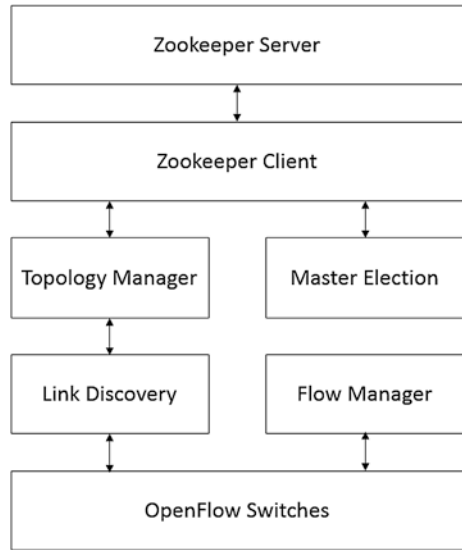 Zookeeper Server
Zookeeper Client
Topology Manager
Master Election
Link Discovery
Flow Manager
OpenFlow Switches